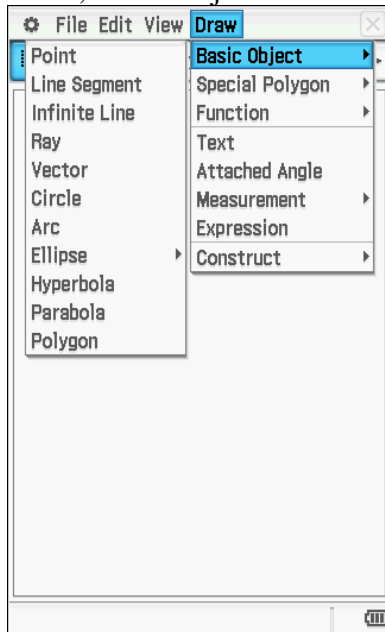 File Edit View Draw
Basic Object
Special Polygon
Function
Text
Attached Angle
Measurement
Expression
Construct
Point
Line Segment
Infinite Line
Ray
Vector
Circle
Arc
Ellipse
Hyperbola
Parabola
Polygon